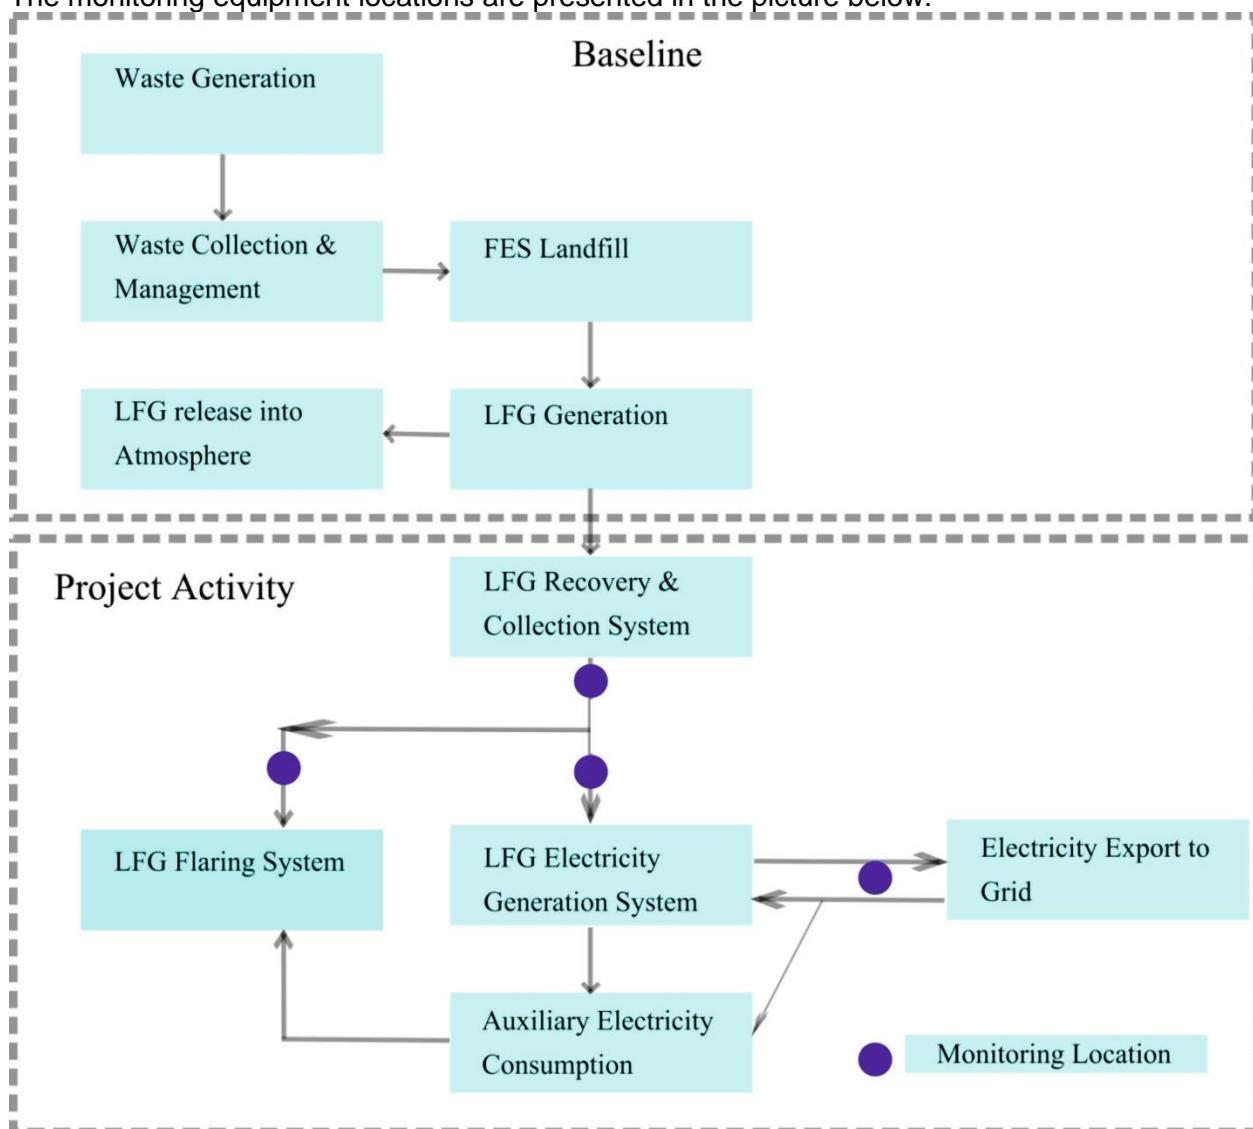 The monitoring equipment locations are presented in the picture below.
Baseline
Waste Generation
Waste Collection &
Management
FES Landfill
LFG release into
Atmosphere
LFG Generation
Project Activity
LFG Recovery &
Collection System
LFG Flaring System
LFG Electricity
Generation System
Electricity Export to
Grid
Auxiliary Electricity
Consumption
Monitoring Location